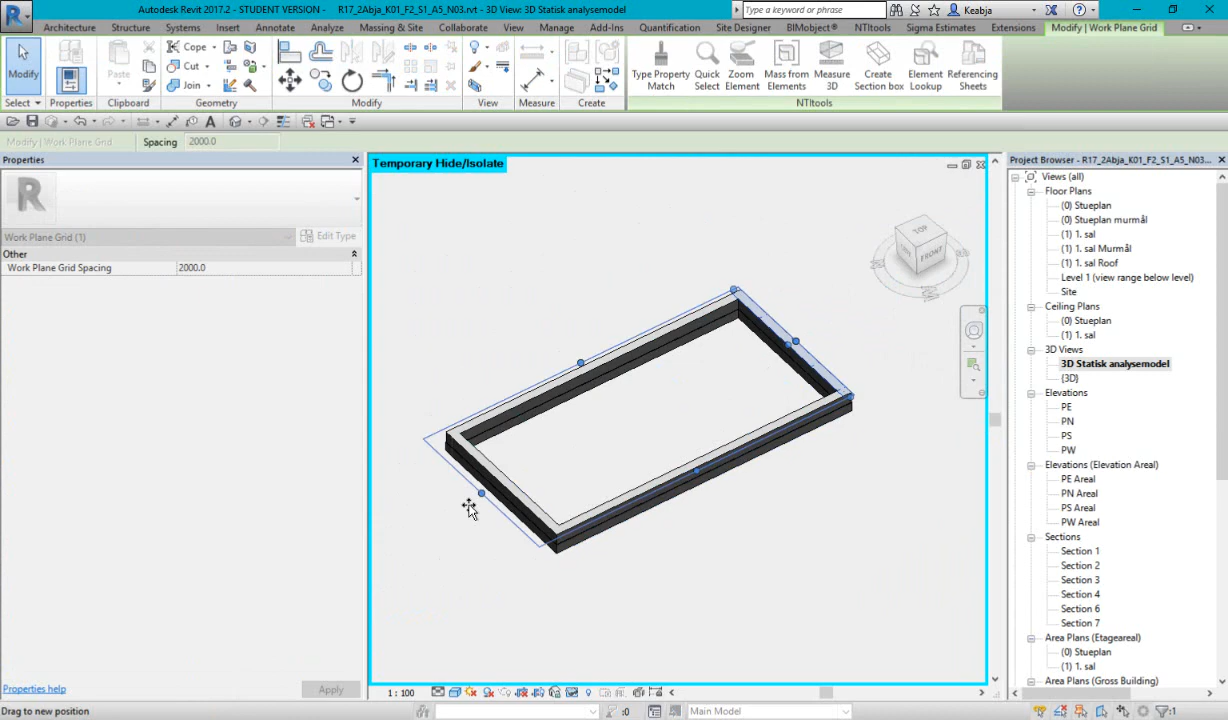 Autodesk Revit 2017.2 - STUDENT VERSION - R17_2Abja_K01_F2_S1_A5_N03.rvt - 3D View: 3D Statisk analysemodel
Type a keyword or phrase
Keabja
Architecture Structure Systems Insert Annotate Analyze Massing & Site Collaborate View Manage Add-Ins Quantification Site Designer BIMobject® NTItools Sigma Estimates Extensions Modify | Work Plane Grid
Modify
Paste
Cope
Cut
Join
Type Property Match
Quick Select
Zoom Element
Mass from Elements
Measure 3D
Create Section box
Element Lookup
Referencing Sheets
Select Properties Clipboard Geometry Modify View Measure Create NTItools
Modify | Work Plane Grid Spacing 2000.0
Properties
R
Work Plane Grid (1) Edit Type
Other
Work Plane Grid Spacing 2000.0
Properties help Apply
Temporary Hide/Isolate
TOP
FRONT
1 : 100
Project Browser - R17_2Abja_K01_F2_S1_A5_N03...
Views (all)
Floor Plans
(0) Stueplan
(0) Stueplan murmål
(1) 1. sal
(1) 1. sal Murmål
(1) 1. sal Roof
Level 1 (view range below level)
Site
Ceiling Plans
(0) Stueplan
(1) 1. sal
3D Views
3D Statisk analysemodel
{3D}
Elevations
PE
PN
PS
PW
Elevations (Elevation Areal)
PE Areal
PN Areal
PS Areal
PW Areal
Sections
Section 1
Section 2
Section 3
Section 4
Section 5
Section 6
Section 7
Area Plans (Etageareal)
(0) Stueplan
(1) 1. sal
Area Plans (Gross Building)
Drag to new position
:0
Main Model
:1